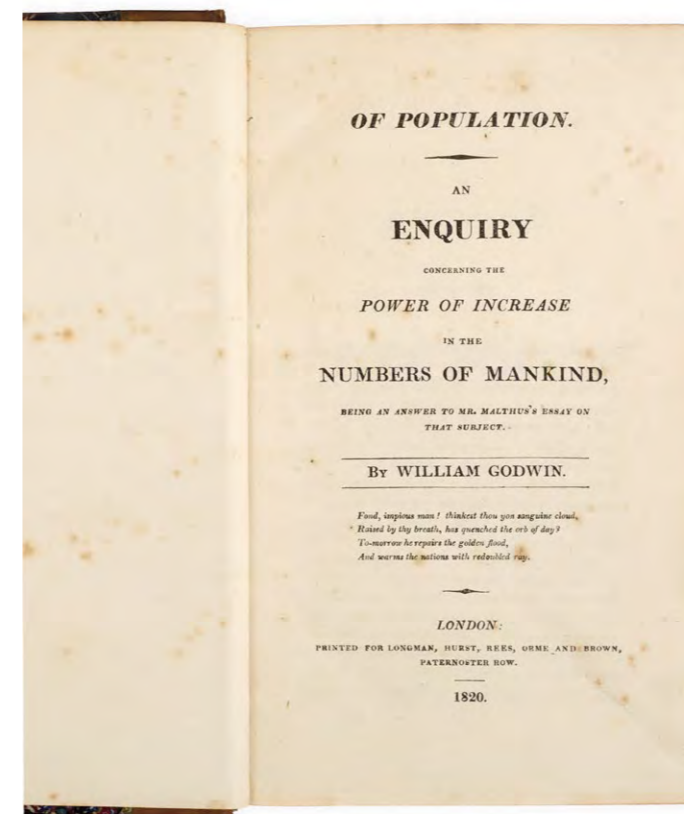 OF POPULATION.
AN
ENQUIRY
CONCERNING THE
POWER OF INCREASE
IN THE
NUMBERS OF MANKIND,
BEING AN ANSWER TO MR. MALTHUS'S ESSAY ON
THAT SUBJECT.
BY WILLIAM GODWIN.
Fond, impious man! thinkest thou yon sanguine cloud,
Raised by thy breath, has quenched the orb of day?
To-morrow he repairs the golden flood,
And warms the nations with redoubled ray.
LONDON:
PRINTED FOR LONGMAN, HURST, REES, ORME AND BROWN,
PATERNOSTER ROW.
1820.